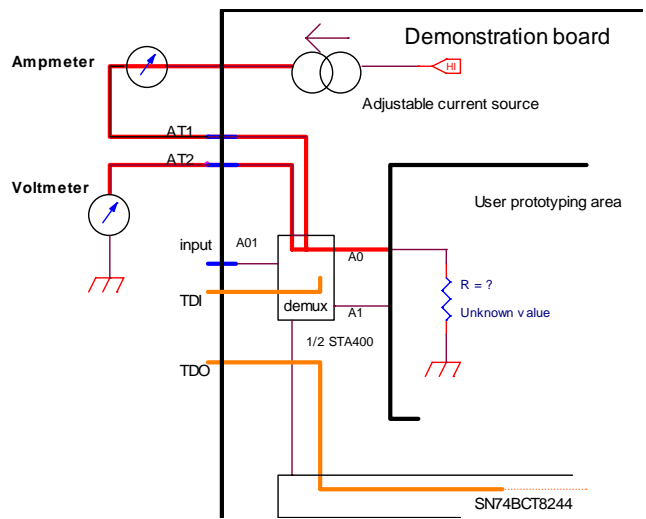 Demonstration board
Ampmeter
HI
Adjustable current source
AT1
AT2
Voltmeter
User prototyping area
input
A01
A0
R = ?
TDI
demux
A1
Unknown value
1/2 STA400
TDO
SN74BCT8244